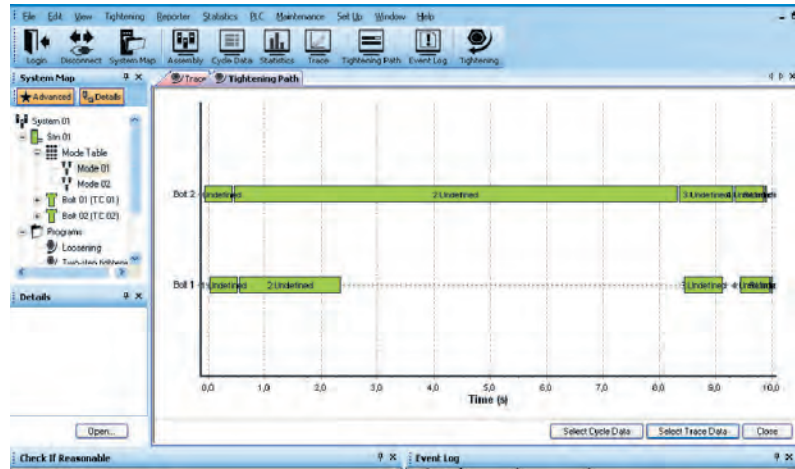 File Edit View Tightening Reporter Statistics PLC Maintenance Set Up Window Help
Login Disconnect System Map Assembly Cycle Data Statistics Trace Tightening Path Event Log Tightening
System Map
Trace Tightening Path
Advanced Details
System 01
Stn 01
Mode Table
Mode 01
Mode 02
Bolt 01 (TC 01)
Bolt 02 (TC 02)
Programs
Loosening
Details
Open...
Bolt 2 Undefined 2 Undefined 3 Undefined
Bolt 1 Undefined 2 Undefined Undefined
0,0 1,0 2,0 3,0 4,0 5,0 6,0 7,0 8,0 9,0 10,0
Time (s)
Select Cycle Data Select Trace Data Close
Check If Reasonable
Event Log